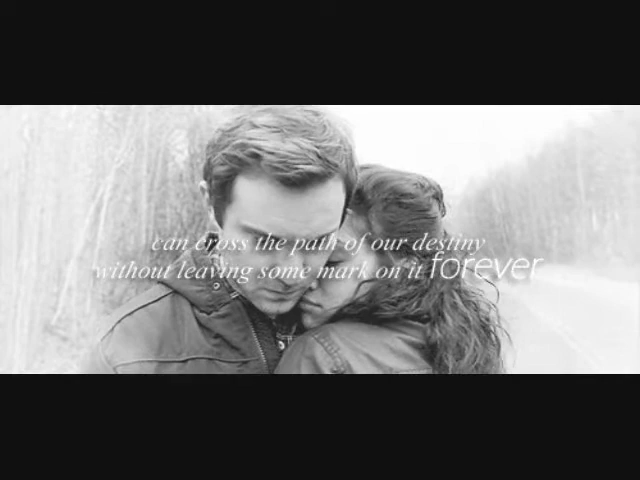 can cross the path of our destiny
without leaving some mark on it forever